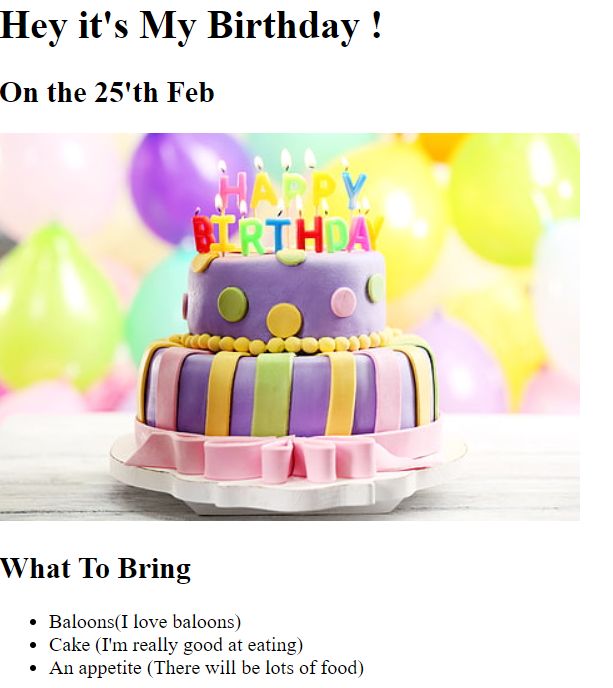 Hey it's My Birthday !
On the 25'th Feb
HAPPY
BIRTHDAY
What To Bring
Baloons(I love baloons)
Cake (I'm really good at eating)
An appetite (There will be lots of food)